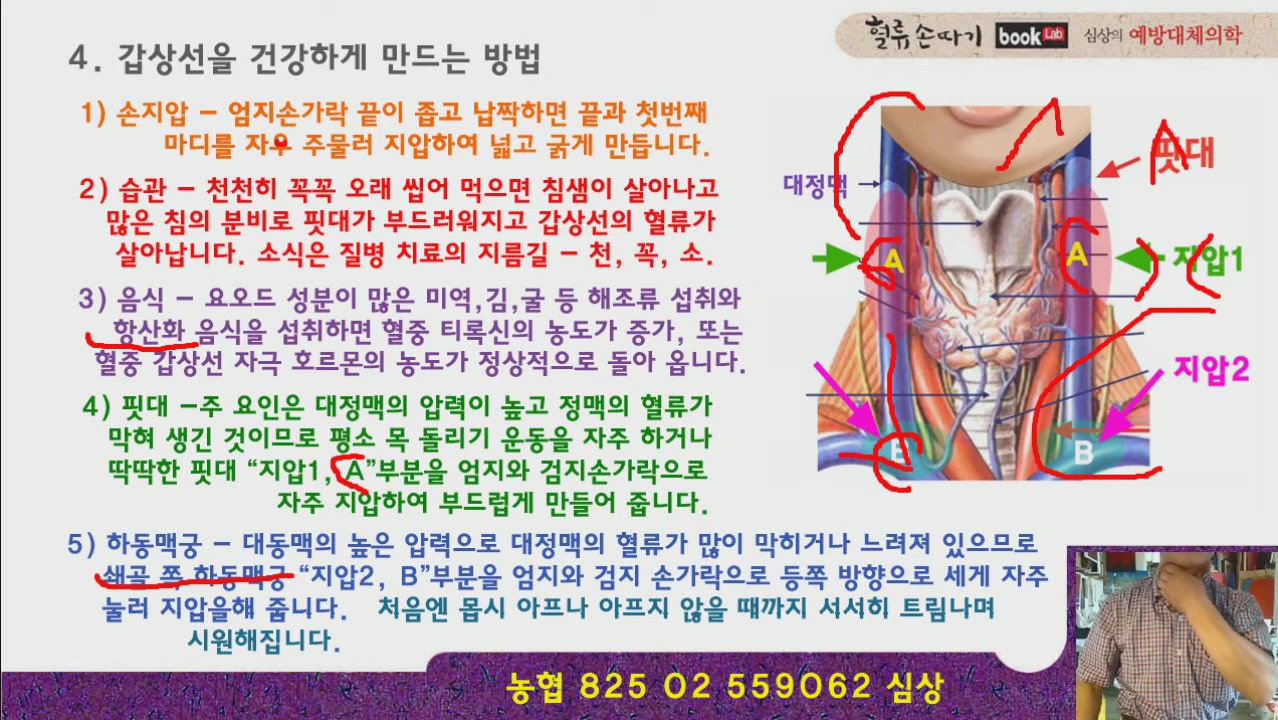 혈류 손따기 book Lab 심상의 예방대체의학
4. 갑상선을 건강하게 만드는 방법
1) 손지압 - 엄지손가락 끝이 좁고 납짝하면 끝과 첫번째
마디를 자주 주물러 지압하여 넓고 굵게 만듭니다.
2) 습관 - 천천히 꼭꼭 오래 씹어 먹으면 침샘이 살아나고
많은 침의 분비로 핏대가 부드러워지고 갑상선의 혈류가
살아납니다. 소식은 질병 치료의 지름길 - 천, 꼭, 소.
3) 음식 - 요오드 성분이 많은 미역,김,굴 등 해조류 섭취와
항산화 음식을 섭취하면 혈중 티록신의 농도가 증가, 또는
혈중 갑상선 자극 호르몬의 농도가 정상적으로 돌아 옵니다.
4) 핏대 -주 요인은 대정맥의 압력이 높고 정맥의 혈류가
막혀 생긴 것이므로 평소 목 돌리기 운동을 자주 하거나
딱딱한 핏대 “지압1, A”부분을 엄지와 검지손가락으로
자주 지압하여 부드럽게 만들어 줍니다.
5) 하동맥궁 - 대동맥의 높은 압력으로 대정맥의 혈류가 많이 막히거나 느려져 있으므로
쇄골 쪽 하동맥궁 “지압2, B”부분을 엄지와 검지 손가락으로 등쪽 방향으로 세게 자주
눌러 지압을해 줍니다. 처음엔 몹시 아프나 아프지 않을 때까지 서서히 트림나며
시원해집니다.
핏대
대정맥
A
A
지압1
지압2
B
B
농협 825 02 559062 심상